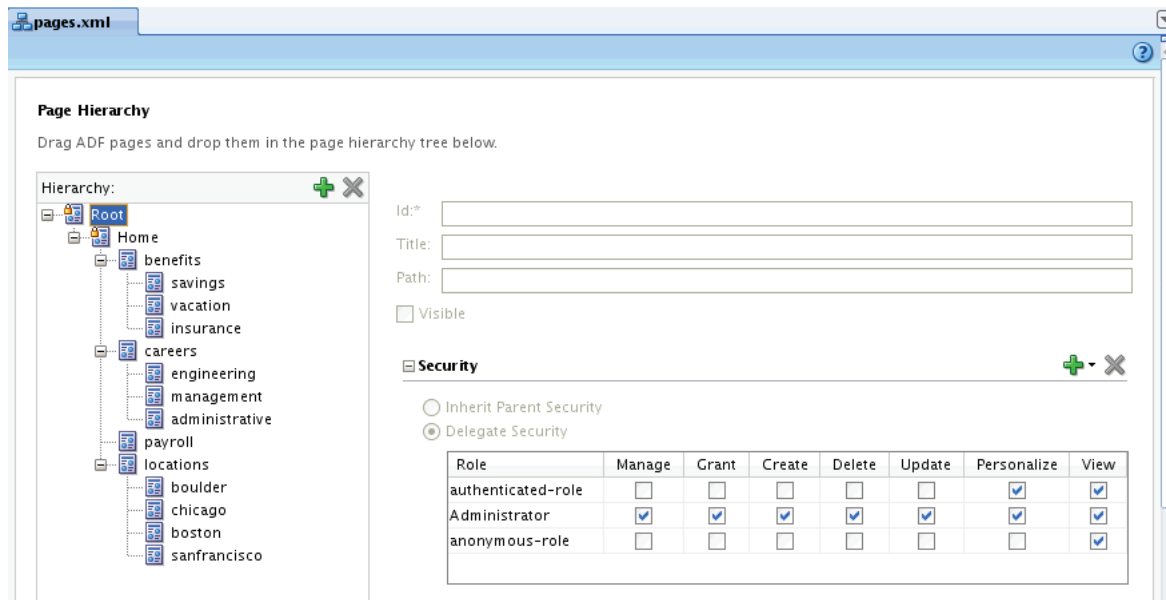 pages.xml
Page Hierarchy
Drag ADF pages and drop them in the page hierarchy tree below.
Hierarchy:
Root
Home
benefits
savings
vacation
insurance
careers
engineering
management
administrative
payroll
locations
boulder
chicago
boston
sanfrancisco
Id:*
Title:
Path:
Visible
Security
Inherit Parent Security
Delegate Security
Role Manage Grant Create Delete Update Personalize View
authenticated-role
Administrator
anonymous-role